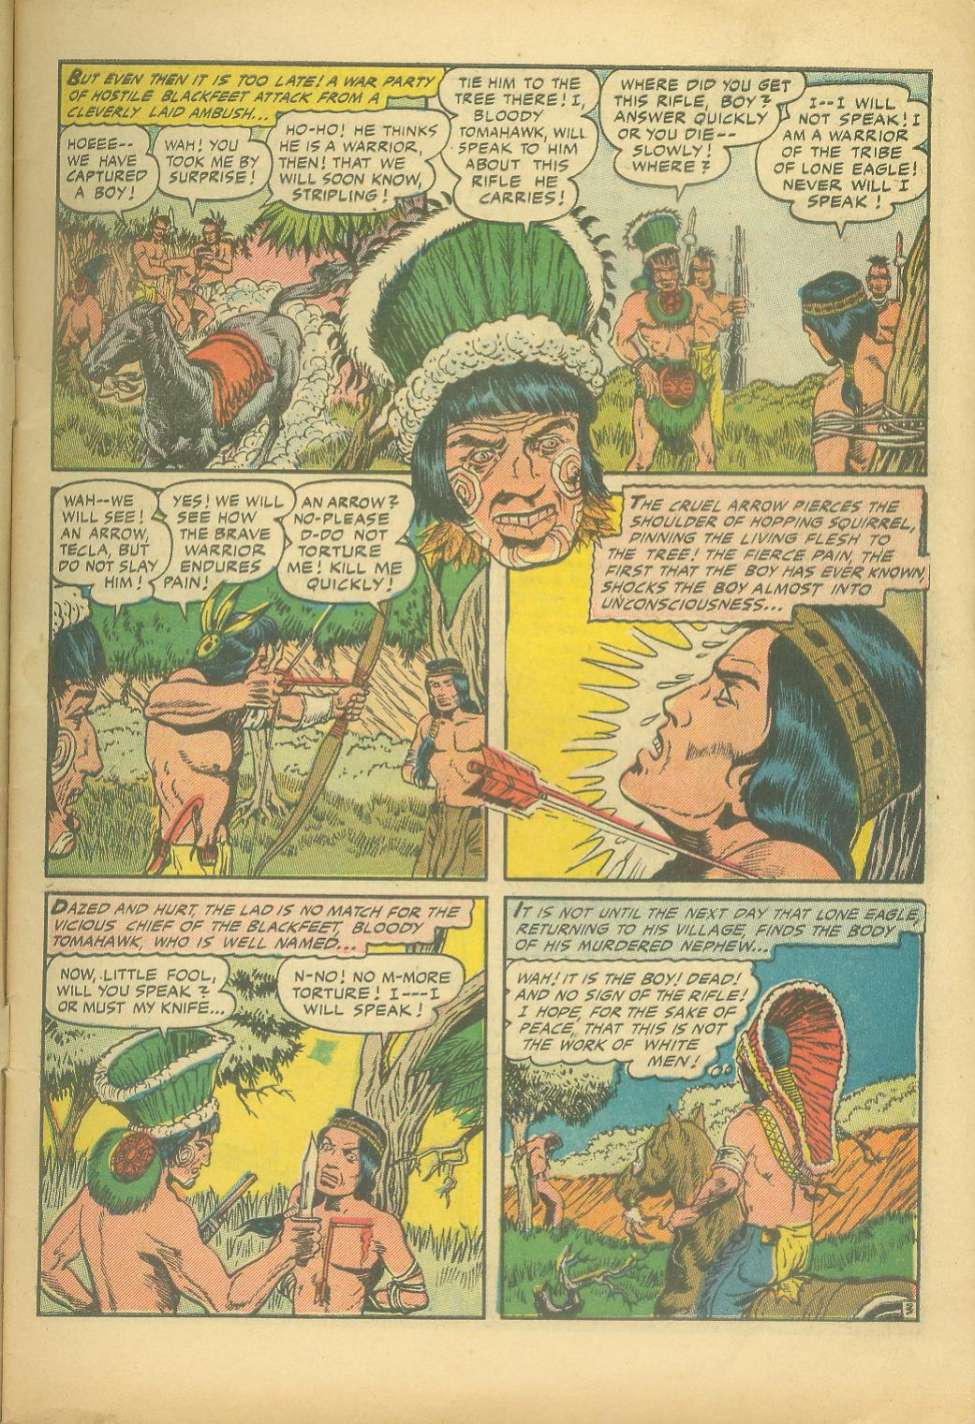 BUT EVEN THEN IT IS TOO LATE! A WAR PARTY
OF HOSTILE BLACKFEET ATTACK FROM A
CLEVERLY LAID AMBUSH...
HOEEE--
WE HAVE
CAPTURED
A BOY!
WAH! YOU
TOOK ME BY
SURPRISE!
HO-HO! HE THINKS
HE IS A WARRIOR,
THEN! THAT WE
WILL SOON KNOW,
STRIPLING!
TIE HIM TO THE
TREE THERE! I,
BLOODY
TOMAHAWK, WILL
SPEAK TO HIM
ABOUT THIS
RIFLE HE
CARRIES!
WHERE DID YOU GET
THIS RIFLE, BOY?
ANSWER QUICKLY
OR YOU DIE--
SLOWLY!
WHERE?
I--I WILL
NOT SPEAK! I
AM A WARRIOR
OF THE TRIBE
OF LONE EAGLE!
NEVER WILL I
SPEAK!
WAH--WE
WILL SEE!
AN ARROW,
TECLA, BUT
DO NOT SLAY
HIM!
YES! WE WILL
SEE HOW
THE BRAVE
WARRIOR
ENDURES
PAIN!
AN ARROW?
NO-PLEASE
D-DO NOT
TORTURE
ME! KILL ME
QUICKLY!
THE CRUEL ARROW PIERCES THE
SHOULDER OF HOPPING SQUIRREL,
PINNING THE LIVING FLESH TO
THE TREE! THE FIERCE PAIN, THE
FIRST THAT THE BOY HAS EVER KNOWN,
SHOCKS THE BOY ALMOST INTO
UNCONSCIOUSNESS...
DAZED AND HURT, THE LAD IS NO MATCH FOR THE
VICIOUS CHIEF OF THE BLACKFEET, BLOODY
TOMAHAWK, WHO IS WELL NAMED...
NOW, LITTLE FOOL,
WILL YOU SPEAK?
OR MUST MY KNIFE...
N-NO! NO M-MORE
TORTURE! I---I
WILL SPEAK!
IT IS NOT UNTIL THE NEXT DAY THAT LONE EAGLE,
RETURNING TO HIS VILLAGE, FINDS THE BODY
OF HIS MURDERED NEPHEW...
WAH! IT IS THE BOY! DEAD!
AND NO SIGN OF THE RIFLE!
I HOPE, FOR THE SAKE OF
PEACE, THAT THIS IS NOT
THE WORK OF WHITE
MEN!
3